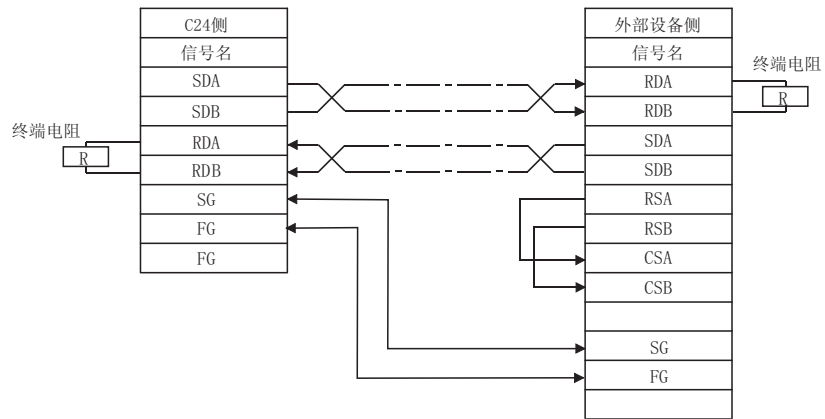 C24侧
信号名
SDA
SDB
RDA
RDB
SG
FG
FG
终端电阻
R
外部设备侧
信号名
RDA
RDB
SDA
SDB
RSA
RSB
CSA
CSB
SG
FG
终端电阻
R